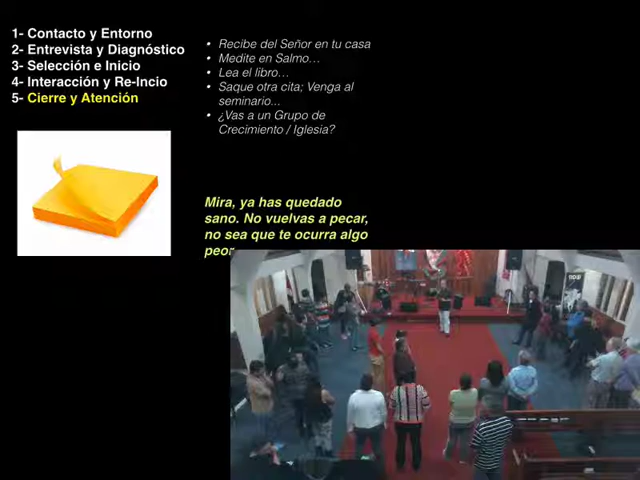 1- Contacto y Entorno
2- Entrevista y Diagnóstico
3- Selección e Inicio
4- Interacción y Re-Incio
5- Cierre y Atención
• Recibe del Señor en tu casa
• Medite en Salmo…
• Lea el libro…
• Saque otra cita; Venga al
seminario...
• ¿Vas a un Grupo de
Crecimiento / Iglesia?
Mira, ya has quedado
sano. No vuelvas a pecar,
no sea que te ocurra algo
peor